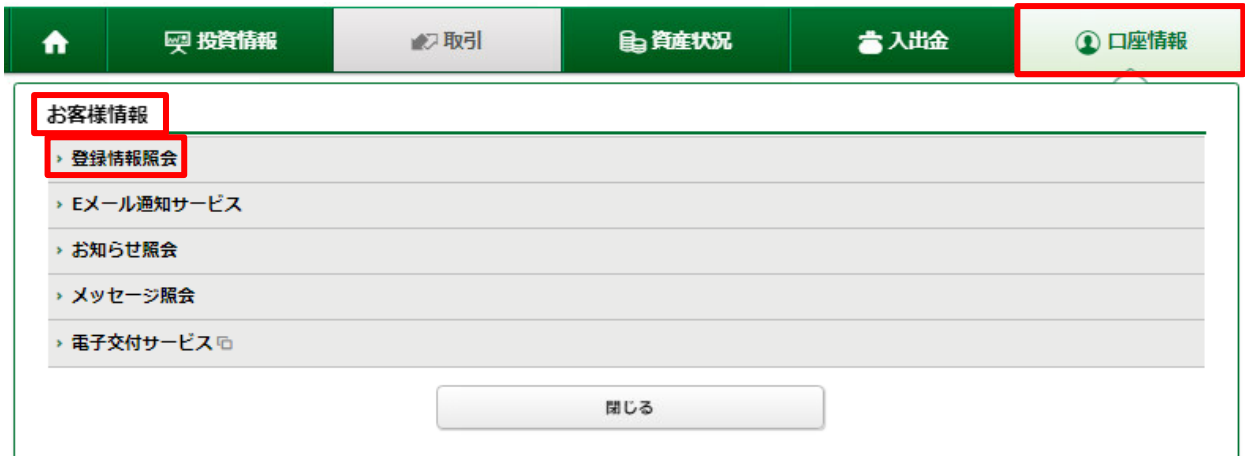 投資情報 取引 資産状況 入出金 口座情報
お客様情報
登録情報照会
Eメール通知サービス
お知らせ照会
メッセージ照会
電子交付サービス
閉じる